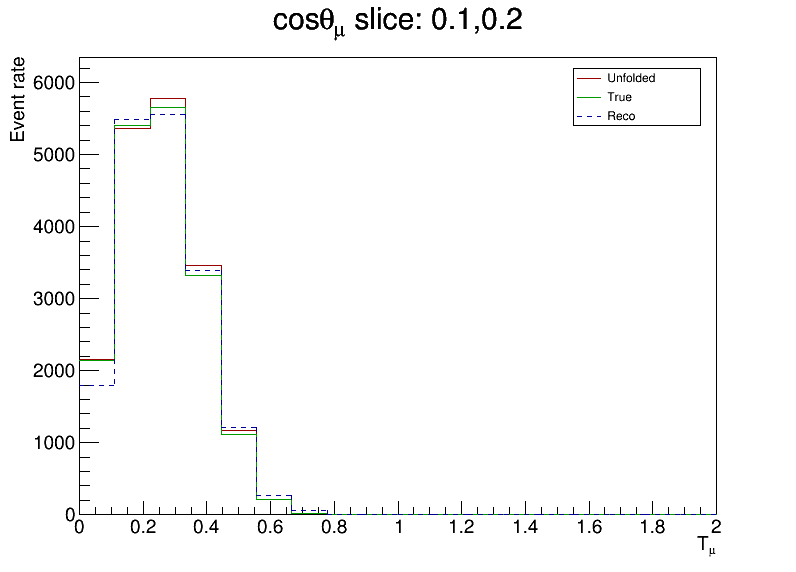 cosθμ slice: 0.1,0.2
Event rate
6000
5000
4000
3000
2000
1000
0
Unfolded
True
Reco
0 0.2 0.4 0.6 0.8 1 1.2 1.4 1.6 1.8 2
Tμ